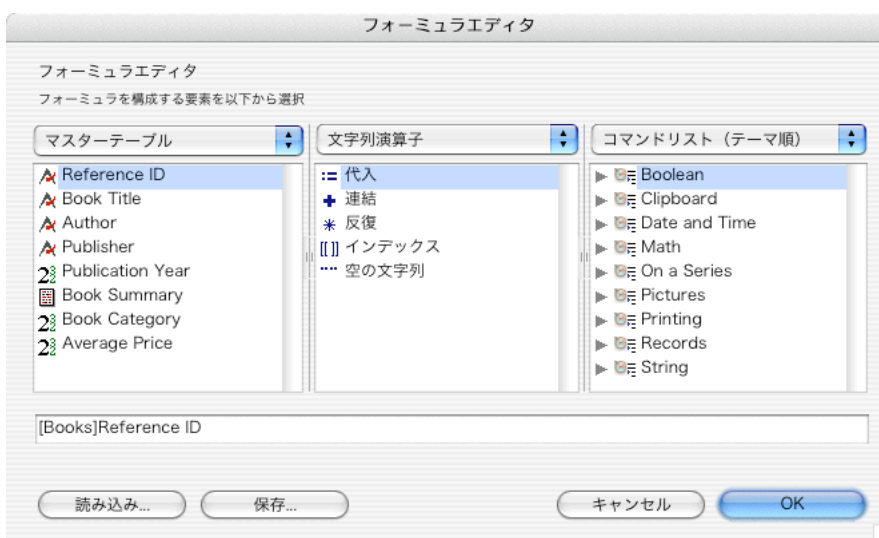 フォーミュラエディタ
フォーミュラエディタ
フォーミュラを構成する要素を以下から選択
マスターテーブル
Reference ID
Book Title
Author
Publisher
Publication Year
Book Summary
Book Category
Average Price
文字列演算子
:= 代入
+ 連結
* 反復
[[ ]] インデックス
"" 空の文字列
コマンドリスト（テーマ順）
Boolean
Clipboard
Date and Time
Math
On a Series
Pictures
Printing
Records
String
[Books]Reference ID
読み込み...
保存...
キャンセル
OK